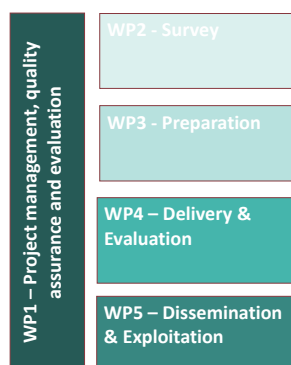 WP1 – Project management, quality
assurance and evaluation
WP2 - Survey
WP3 - Preparation
WP4 – Delivery &
Evaluation
WP5 – Dissemination
& Exploitation